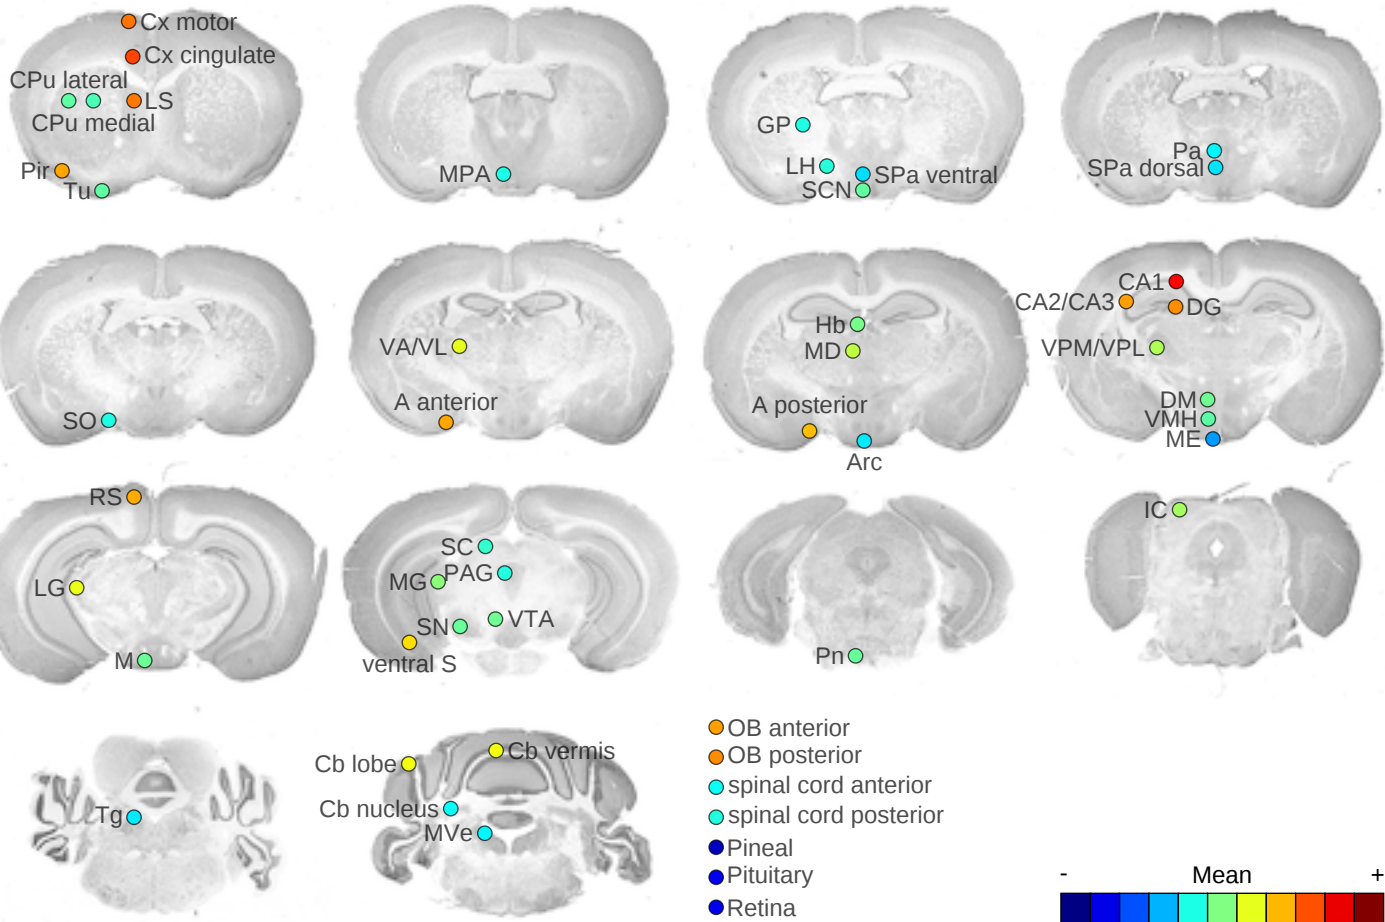 Cx motor
Cx cingulate
CPu lateral
LS
CPu medial
Pir
Tu
MPA
GP
LH
SPa ventral
SCN
Pa
SPa dorsal
SO
VA/VL
A anterior
Hb
MD
A posterior
Arc
CA1
CA2/CA3
DG
VPM/VPL
DM
VMH
ME
RS
LG
M
SC
PAG
MG
VTA
SN
ventral S
Pn
IC
Tg
Cb vermis
Cb lobe
Cb nucleus
MVe
OB anterior
OB posterior
spinal cord anterior
spinal cord posterior
Pineal
Pituitary
Retina
- Mean +